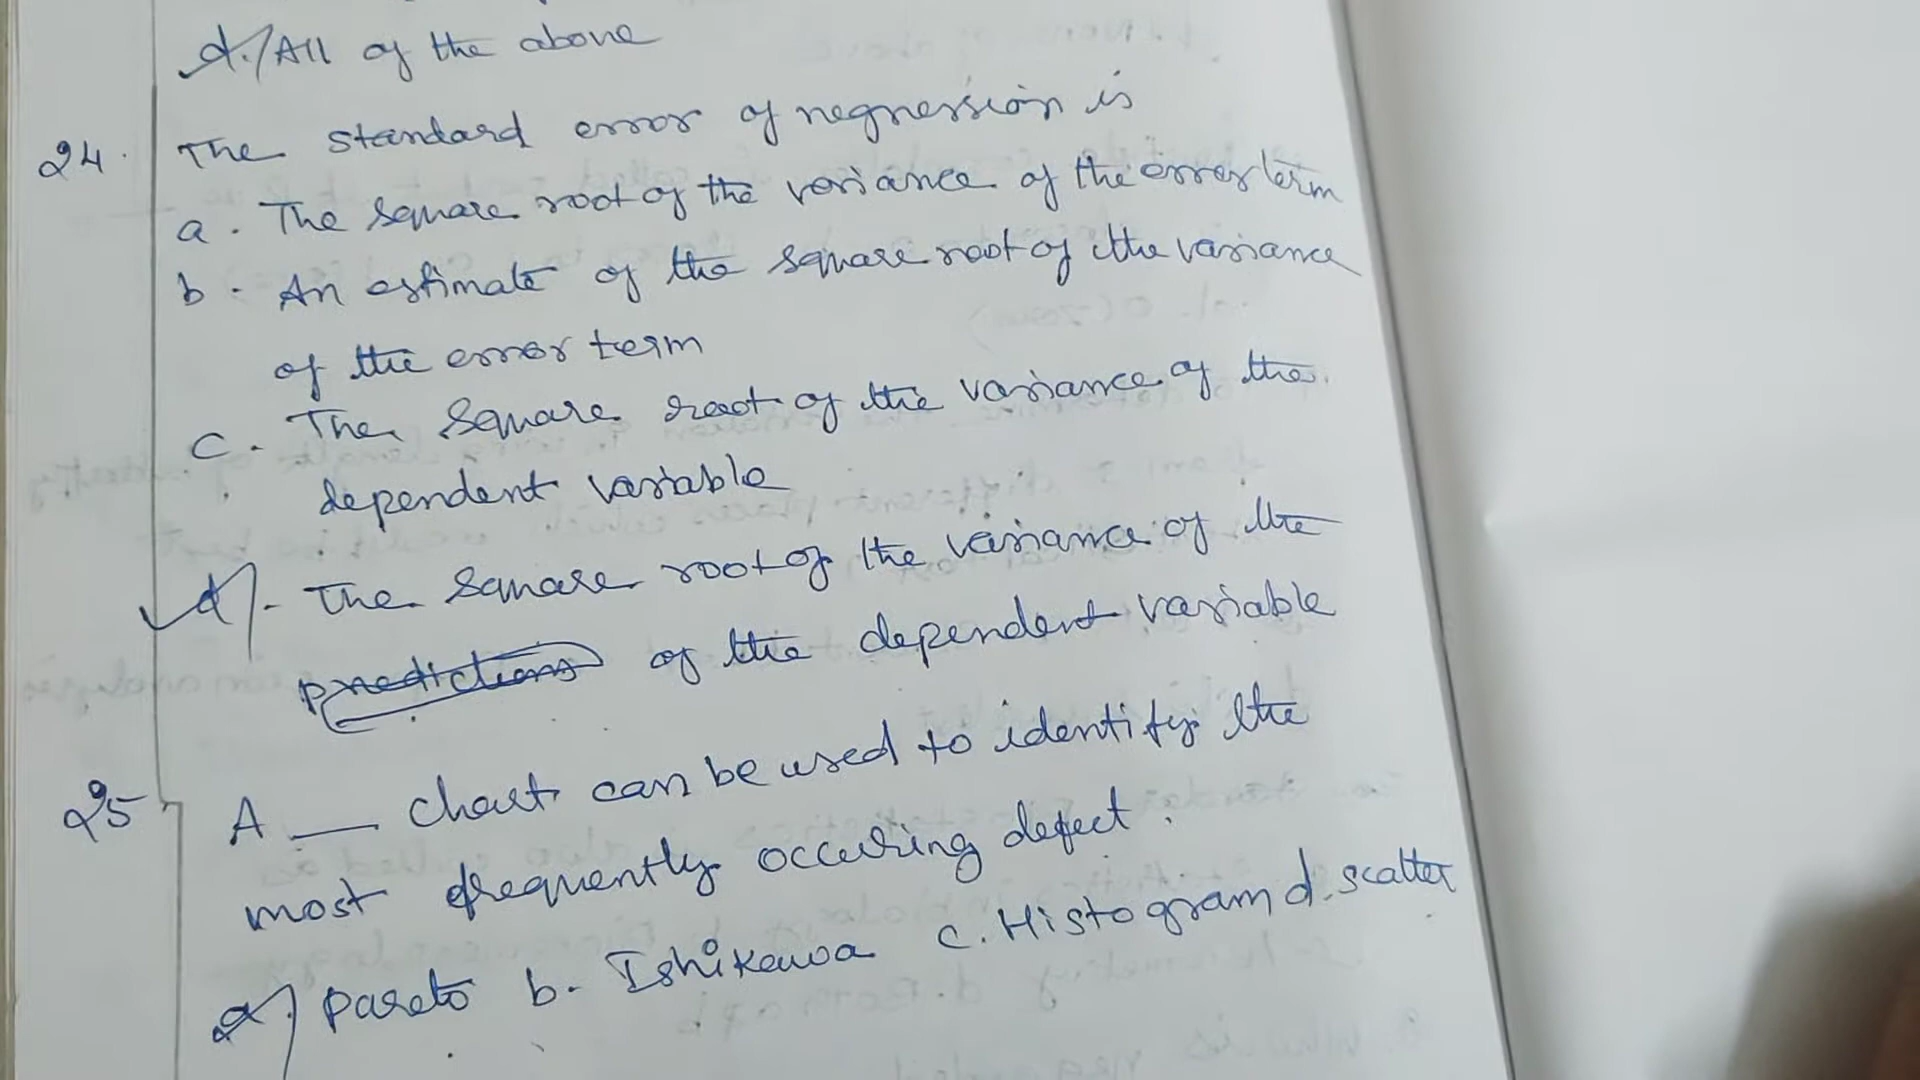 d. All of the above
24. The standard error of regression is
a. The square root of the variance of the error term
b. An estimate of the square root of the variance
of the error term
c. The square root of the variance of the
dependent variable
d. The square root of the variance of the
predictions of the dependent variable
25 A __ chart can be used to identify the
most frequently occuring defect.
a) pareto b. Ishikawa c. Histogram d. scatter